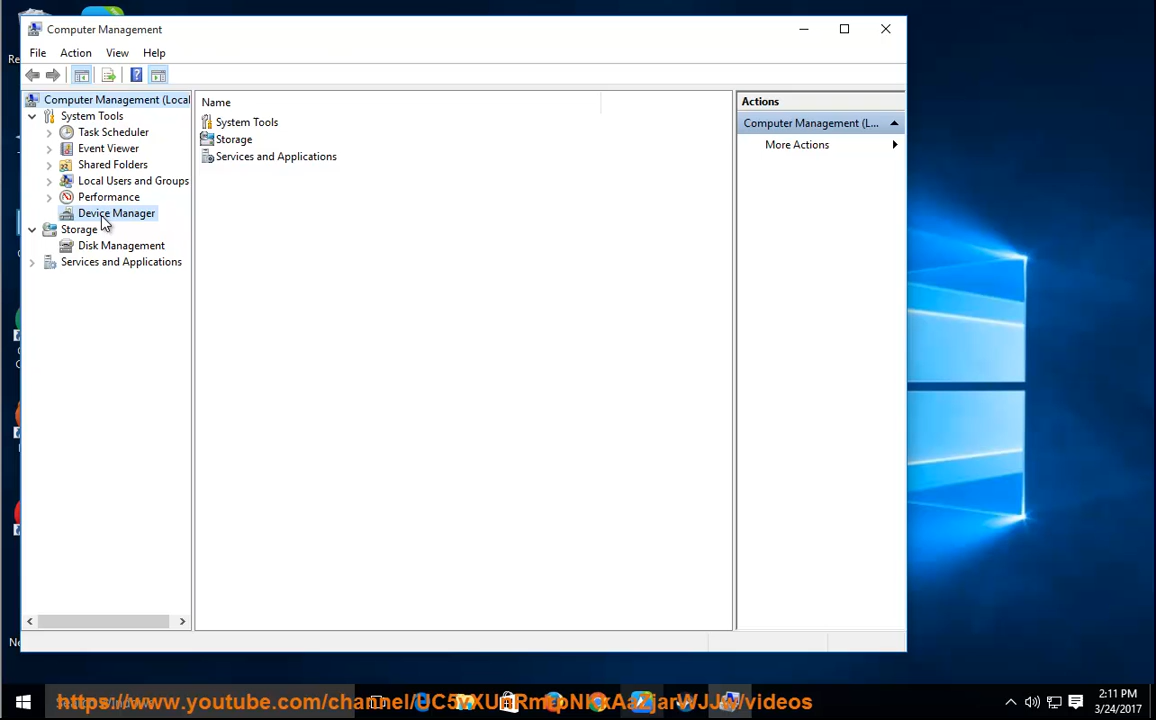 Computer Management
File Action View Help
Computer Management (Local
System Tools
Task Scheduler
Event Viewer
Shared Folders
Local Users and Groups
Performance
Device Manager
Storage
Disk Management
Services and Applications
Name
System Tools
Storage
Services and Applications
Actions
Computer Management (L...
More Actions
Re
Ne
2:11 PM
3/24/2017